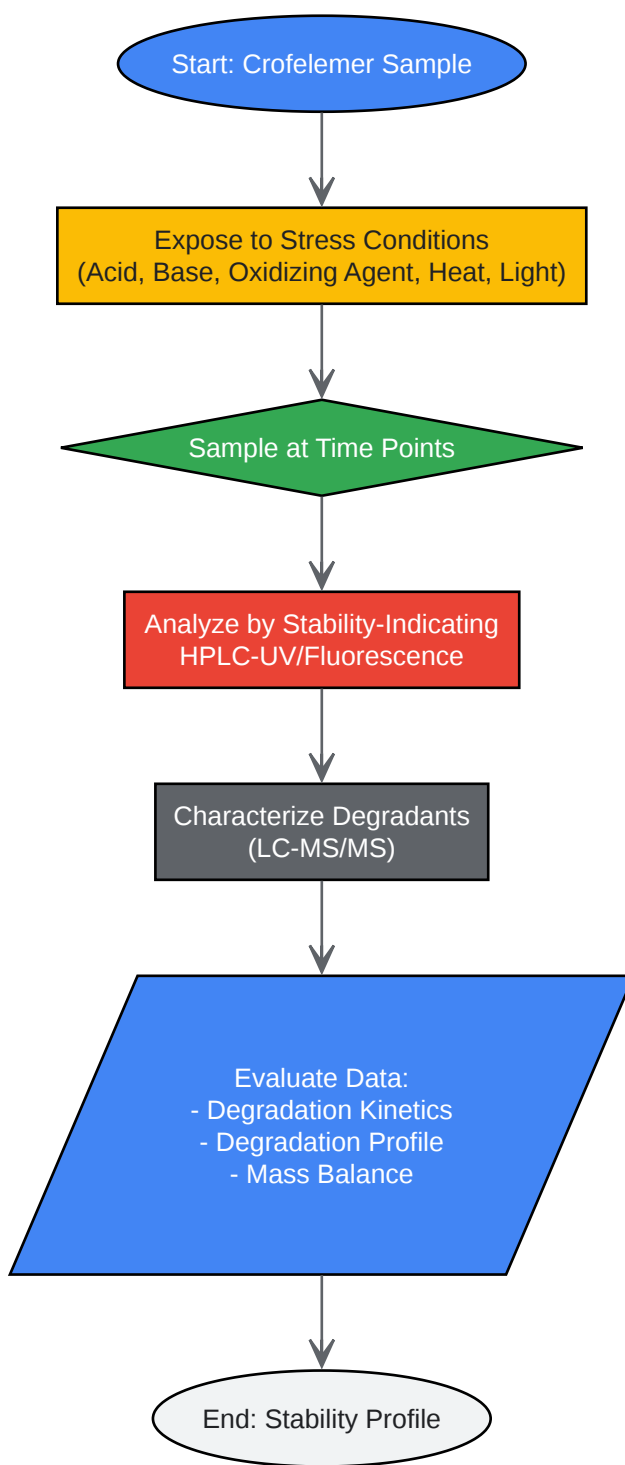 Start: Crofelemer Sample
Expose to Stress Conditions
(Acid, Base, Oxidizing Agent, Heat, Light)
Sample at Time Points
Analyze by Stability-Indicating
HPLC-UV/Fluorescence
Characterize Degradants
(LC-MS/MS)
Evaluate Data:
- Degradation Kinetics
- Degradation Profile
- Mass Balance
End: Stability Profile